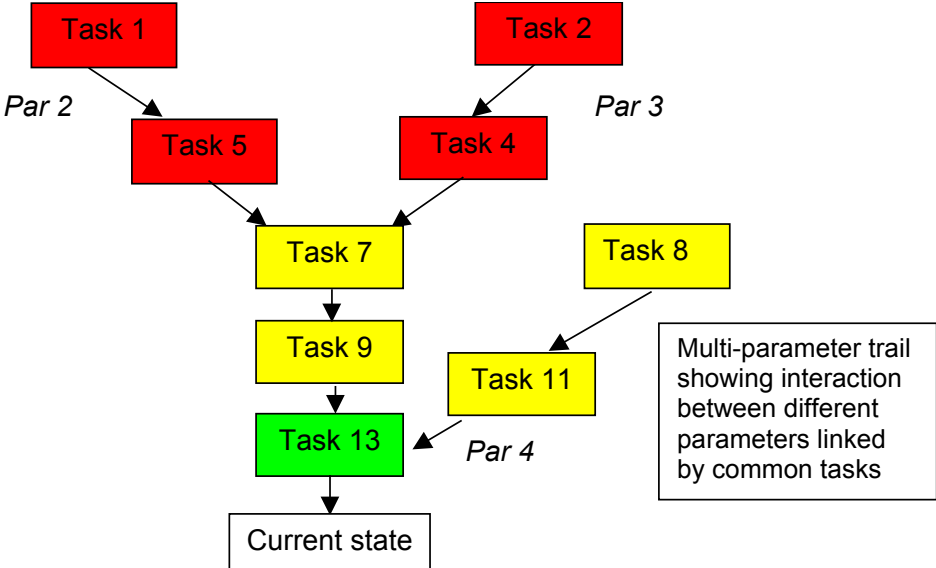 Task 1
Task 2
Par 2
Par 3
Task 5
Task 4
Task 7
Task 8
Task 9
Task 11
Multi-parameter trail
showing interaction
between different
parameters linked
by common tasks
Task 13
Par 4
Current state